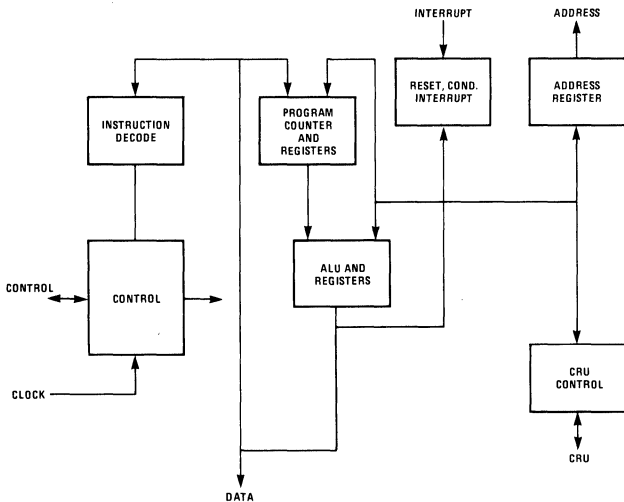 INTERRUPT
ADDRESS
INSTRUCTION
DECODE
PROGRAM
COUNTER
AND
REGISTERS
RESET, COND.
INTERRUPT
ADDRESS
REGISTER
ALU AND
REGISTERS
CONTROL
CONTROL
CLOCK
CRU
CONTROL
CRU
DATA